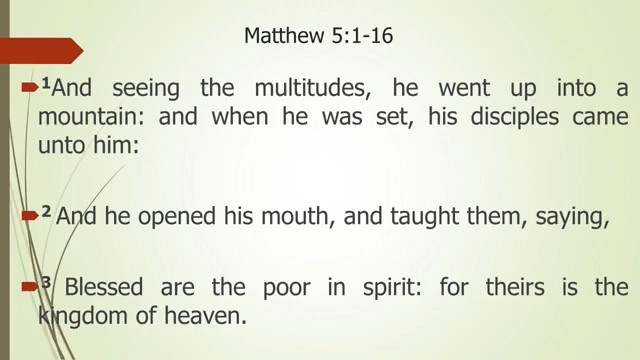 Matthew 5:1-16
1And seeing the multitudes, he went up into a
mountain: and when he was set, his disciples came
unto him:
2 And he opened his mouth, and taught them, saying,
3 Blessed are the poor in spirit: for theirs is the
kingdom of heaven.